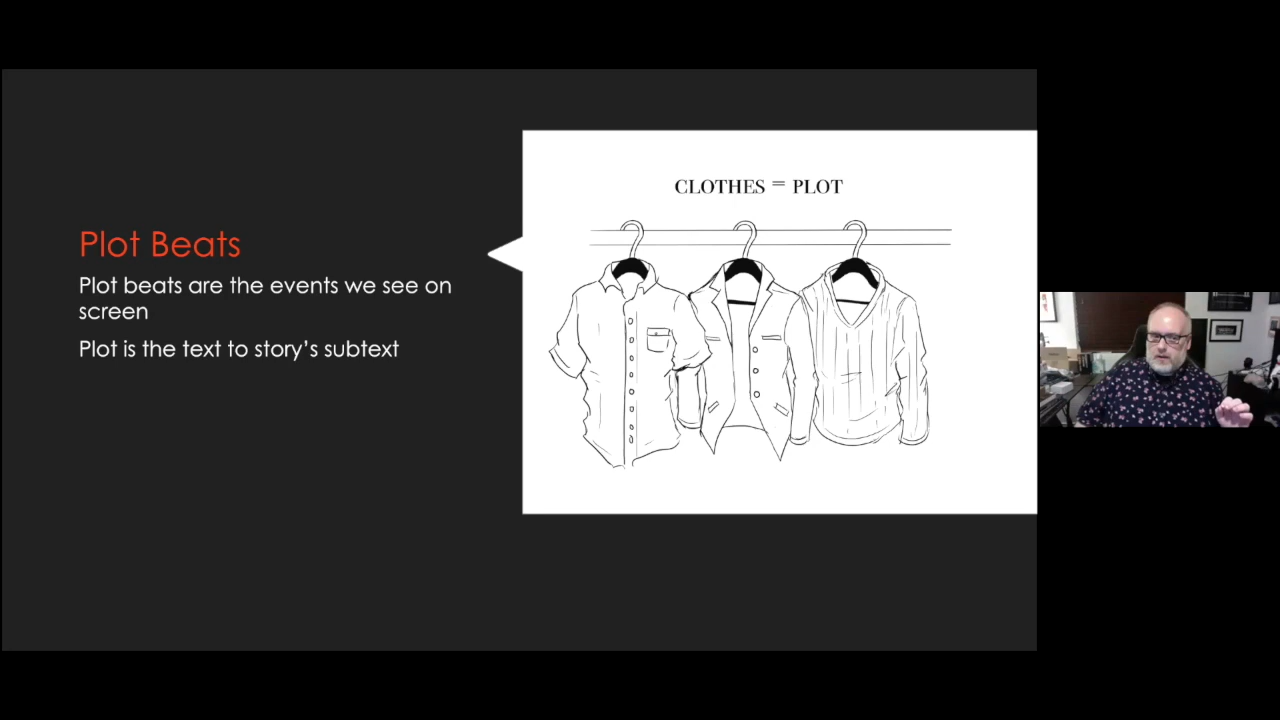 CLOTHES = PLOT
Plot Beats
Plot beats are the events we see on
screen
Plot is the text to story's subtext